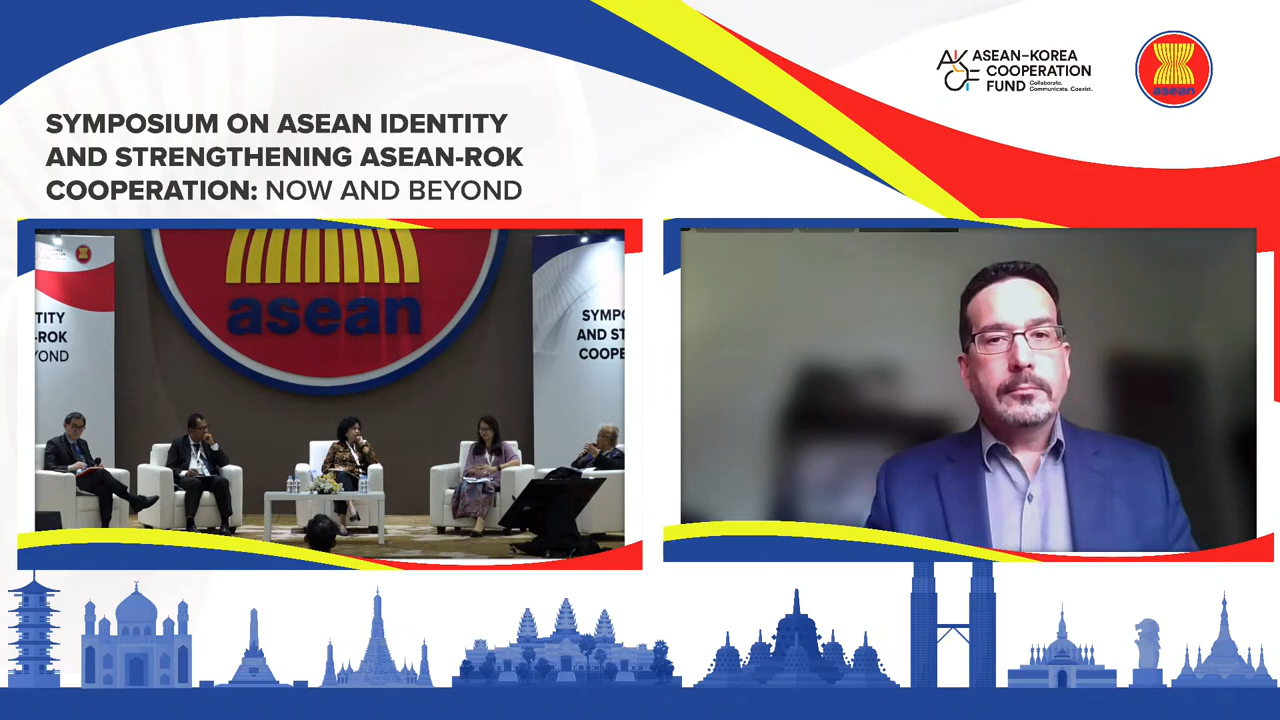 SYMPOSIUM ON ASEAN IDENTITY
AND STRENGTHENING ASEAN-ROK
COOPERATION: NOW AND BEYOND
AKCF
ASEAN-KOREA
COOPERATION
FUND
Collaborate.
Communicate. Coexist.
asean
TITY
-ROK
YOND
asean
SYMPO
AND ST
COOPE